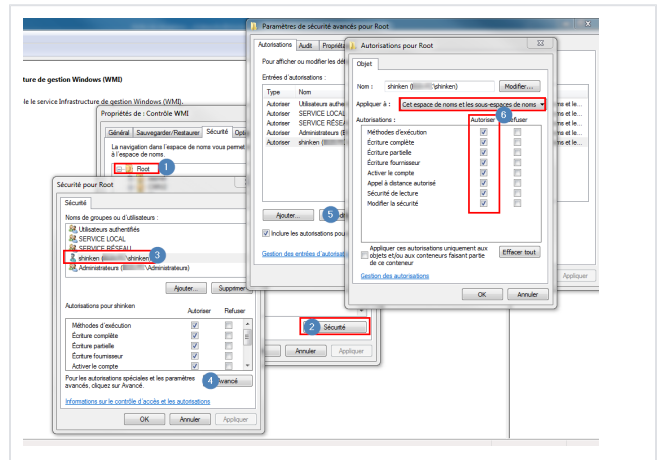 ture de gestion Windows (WMI)
le le service Infrastructure de gestion Windows (WMI).
Propriétés de : Contrôle WMI
Général Sauvegarder/Restaurer Sécurité
La navigation dans l'espace de noms vous permet
à l'espace de noms.
Root
1
2 Sécurité
Annuler Appliquer
Sécurité pour Root
Sécurité
Noms de groupes ou d'utilisateurs :
Utilisateurs authentifiés
SERVICE LOCAL
SERVICE RÉSEAU
shinken ( \shinken)
3
Administrateurs ( \Administrateurs)
Ajouter... Supprimer
Autorisations pour shinken
Autoriser Refuser
Méthodes d'exécution
Écriture complète
Écriture partielle
Écriture fournisseur
Activer le compte
Pour les autorisations spéciales et les paramètres
avancés, cliquez sur Avancé.
4 Avancé
Informations sur le contrôle d'accès et les autorisations
OK Annuler Appliquer
Paramètres de sécurité avancés pour Root
Autorisations Audit
Pour afficher ou modifier les
Entrées d'autorisations :
Type Nom
Autoriser Utilisateurs authe
Autoriser SERVICE LOCAL
Autoriser SERVICE RÉSE
Autoriser Administrateurs
Autoriser shinken (
Ajouter...
5
Inclure les autorisations
Gestion des entrées
Appliquer
Autorisations pour Root
Objet
Nom : shinken ( \shinken) Modifier...
Appliquer à : Cet espace de noms et les sous-espaces de noms
6
Autorisations : Autoriser Refuser
Méthodes d'exécution
Écriture complète
Écriture partielle
Écriture fournisseur
Activer le compte
Appel à distance autorisé
Sécurité de lecture
Modifier la sécurité
Appliquer ces autorisations uniquement aux
objets et/ou aux conteneurs faisant partie
de ce conteneur
Effacer tout
Gestion des autorisations
OK Annuler